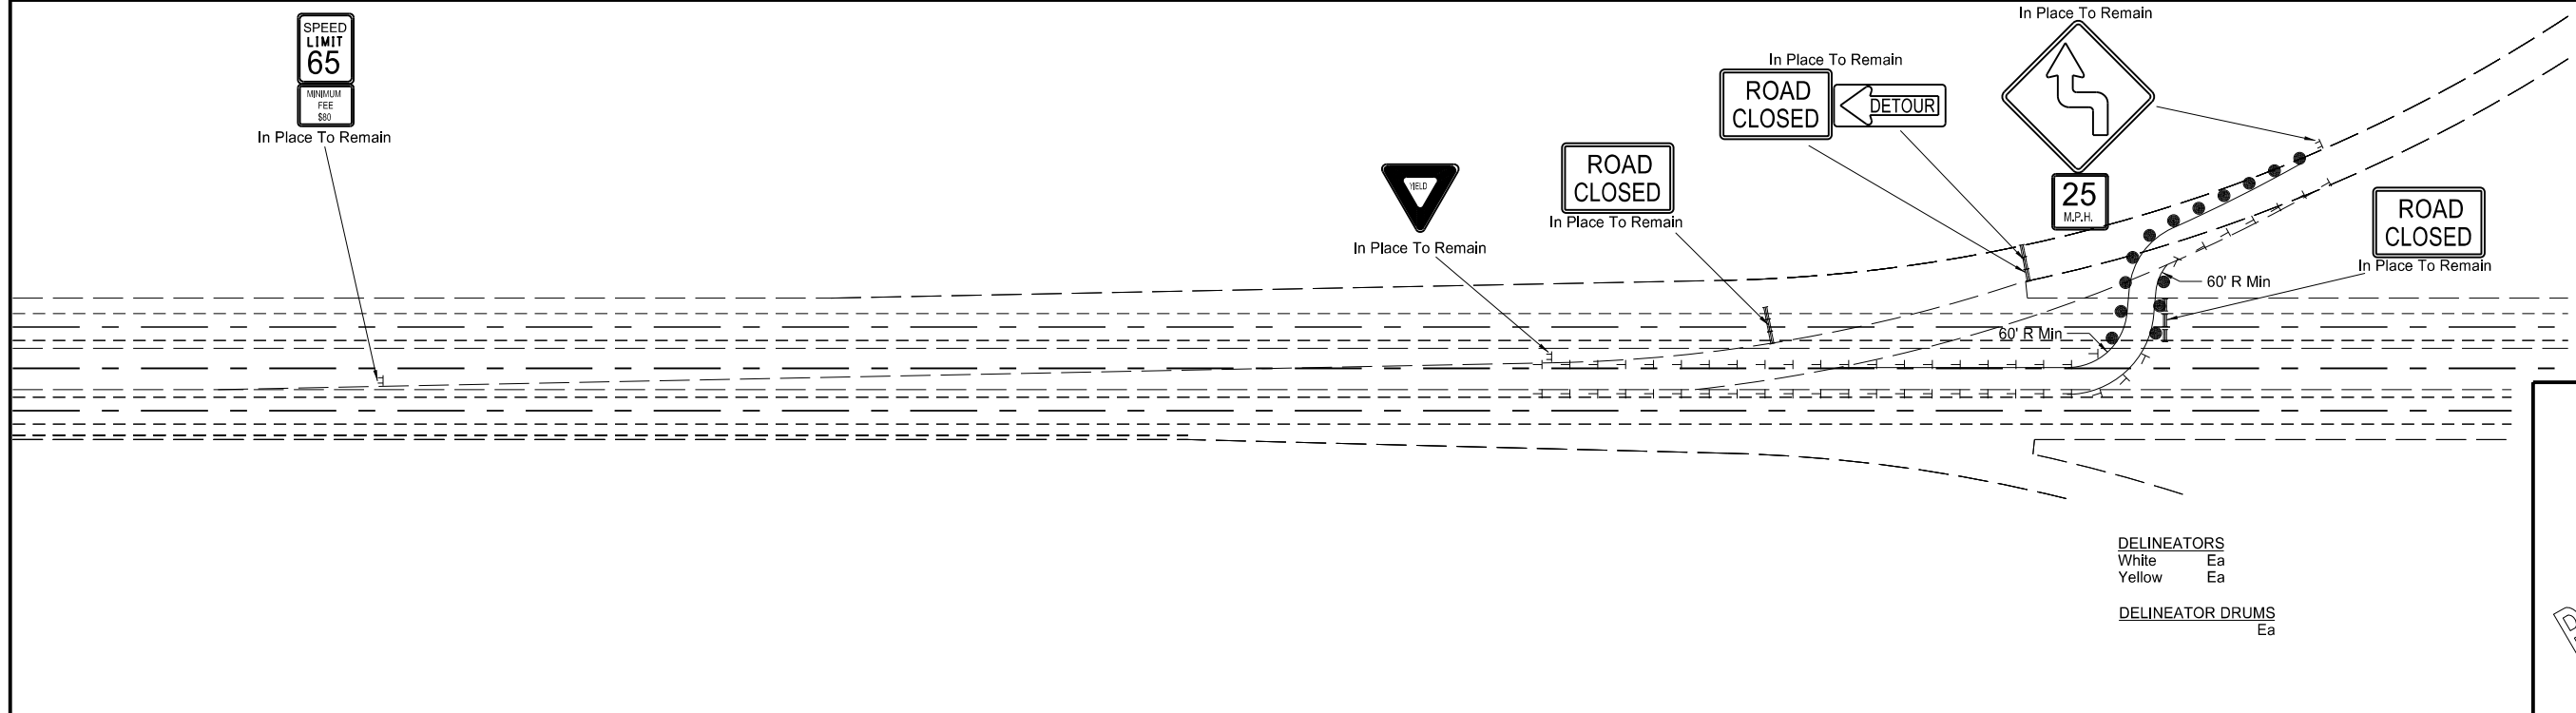 SPEED
LIMIT
65
MINIMUM
FEE
$80
In Place To Remain
YIELD
In Place To Remain
ROAD
CLOSED
In Place To Remain
In Place To Remain
ROAD
CLOSED
DETOUR
In Place To Remain
25
M.P.H.
ROAD
CLOSED
In Place To Remain
60' R Min
60' R Min
DELINEATORS
White Ea
Yellow Ea
DELINEATOR DRUMS
Ea